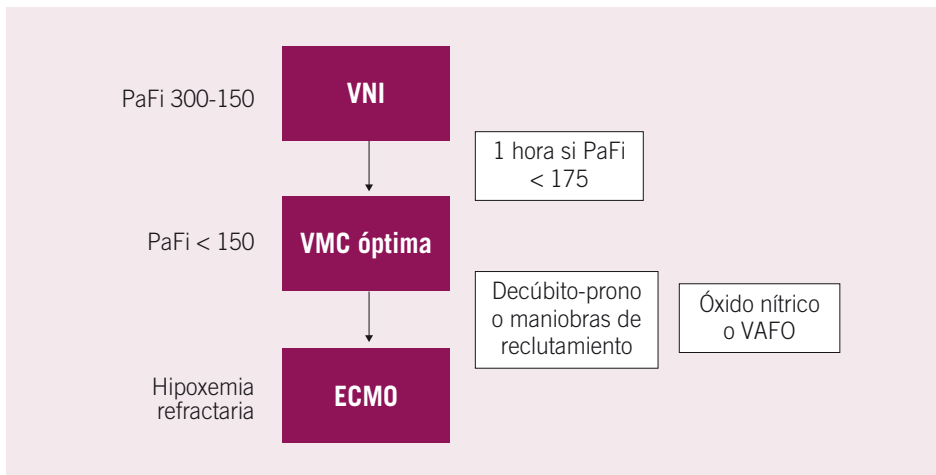 PaFi 300-150
VNI
1 hora si PaFi
< 175
PaFi < 150
VMC óptima
Decúbito-prono
o maniobras de
reclutamiento
Óxido nítrico
o VAFO
Hipoxemia
refractaria
ECMO